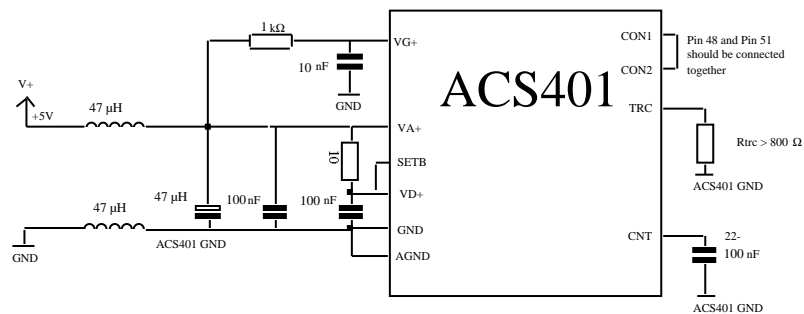 1 kΩ
VG+
10 nF
GND
CON1
CON2
Pin 48 and Pin 51
should be connected
together
ACS401
V+
+5V
47 μH
VA+
TRC
10
SETB
Rtrc > 800 Ω
VD+
ACS401 GND
47 μH
47 μH
100 nF
100 nF
GND
ACS401 GND
GND
AGND
CNT
22-
100 nF
ACS401 GND